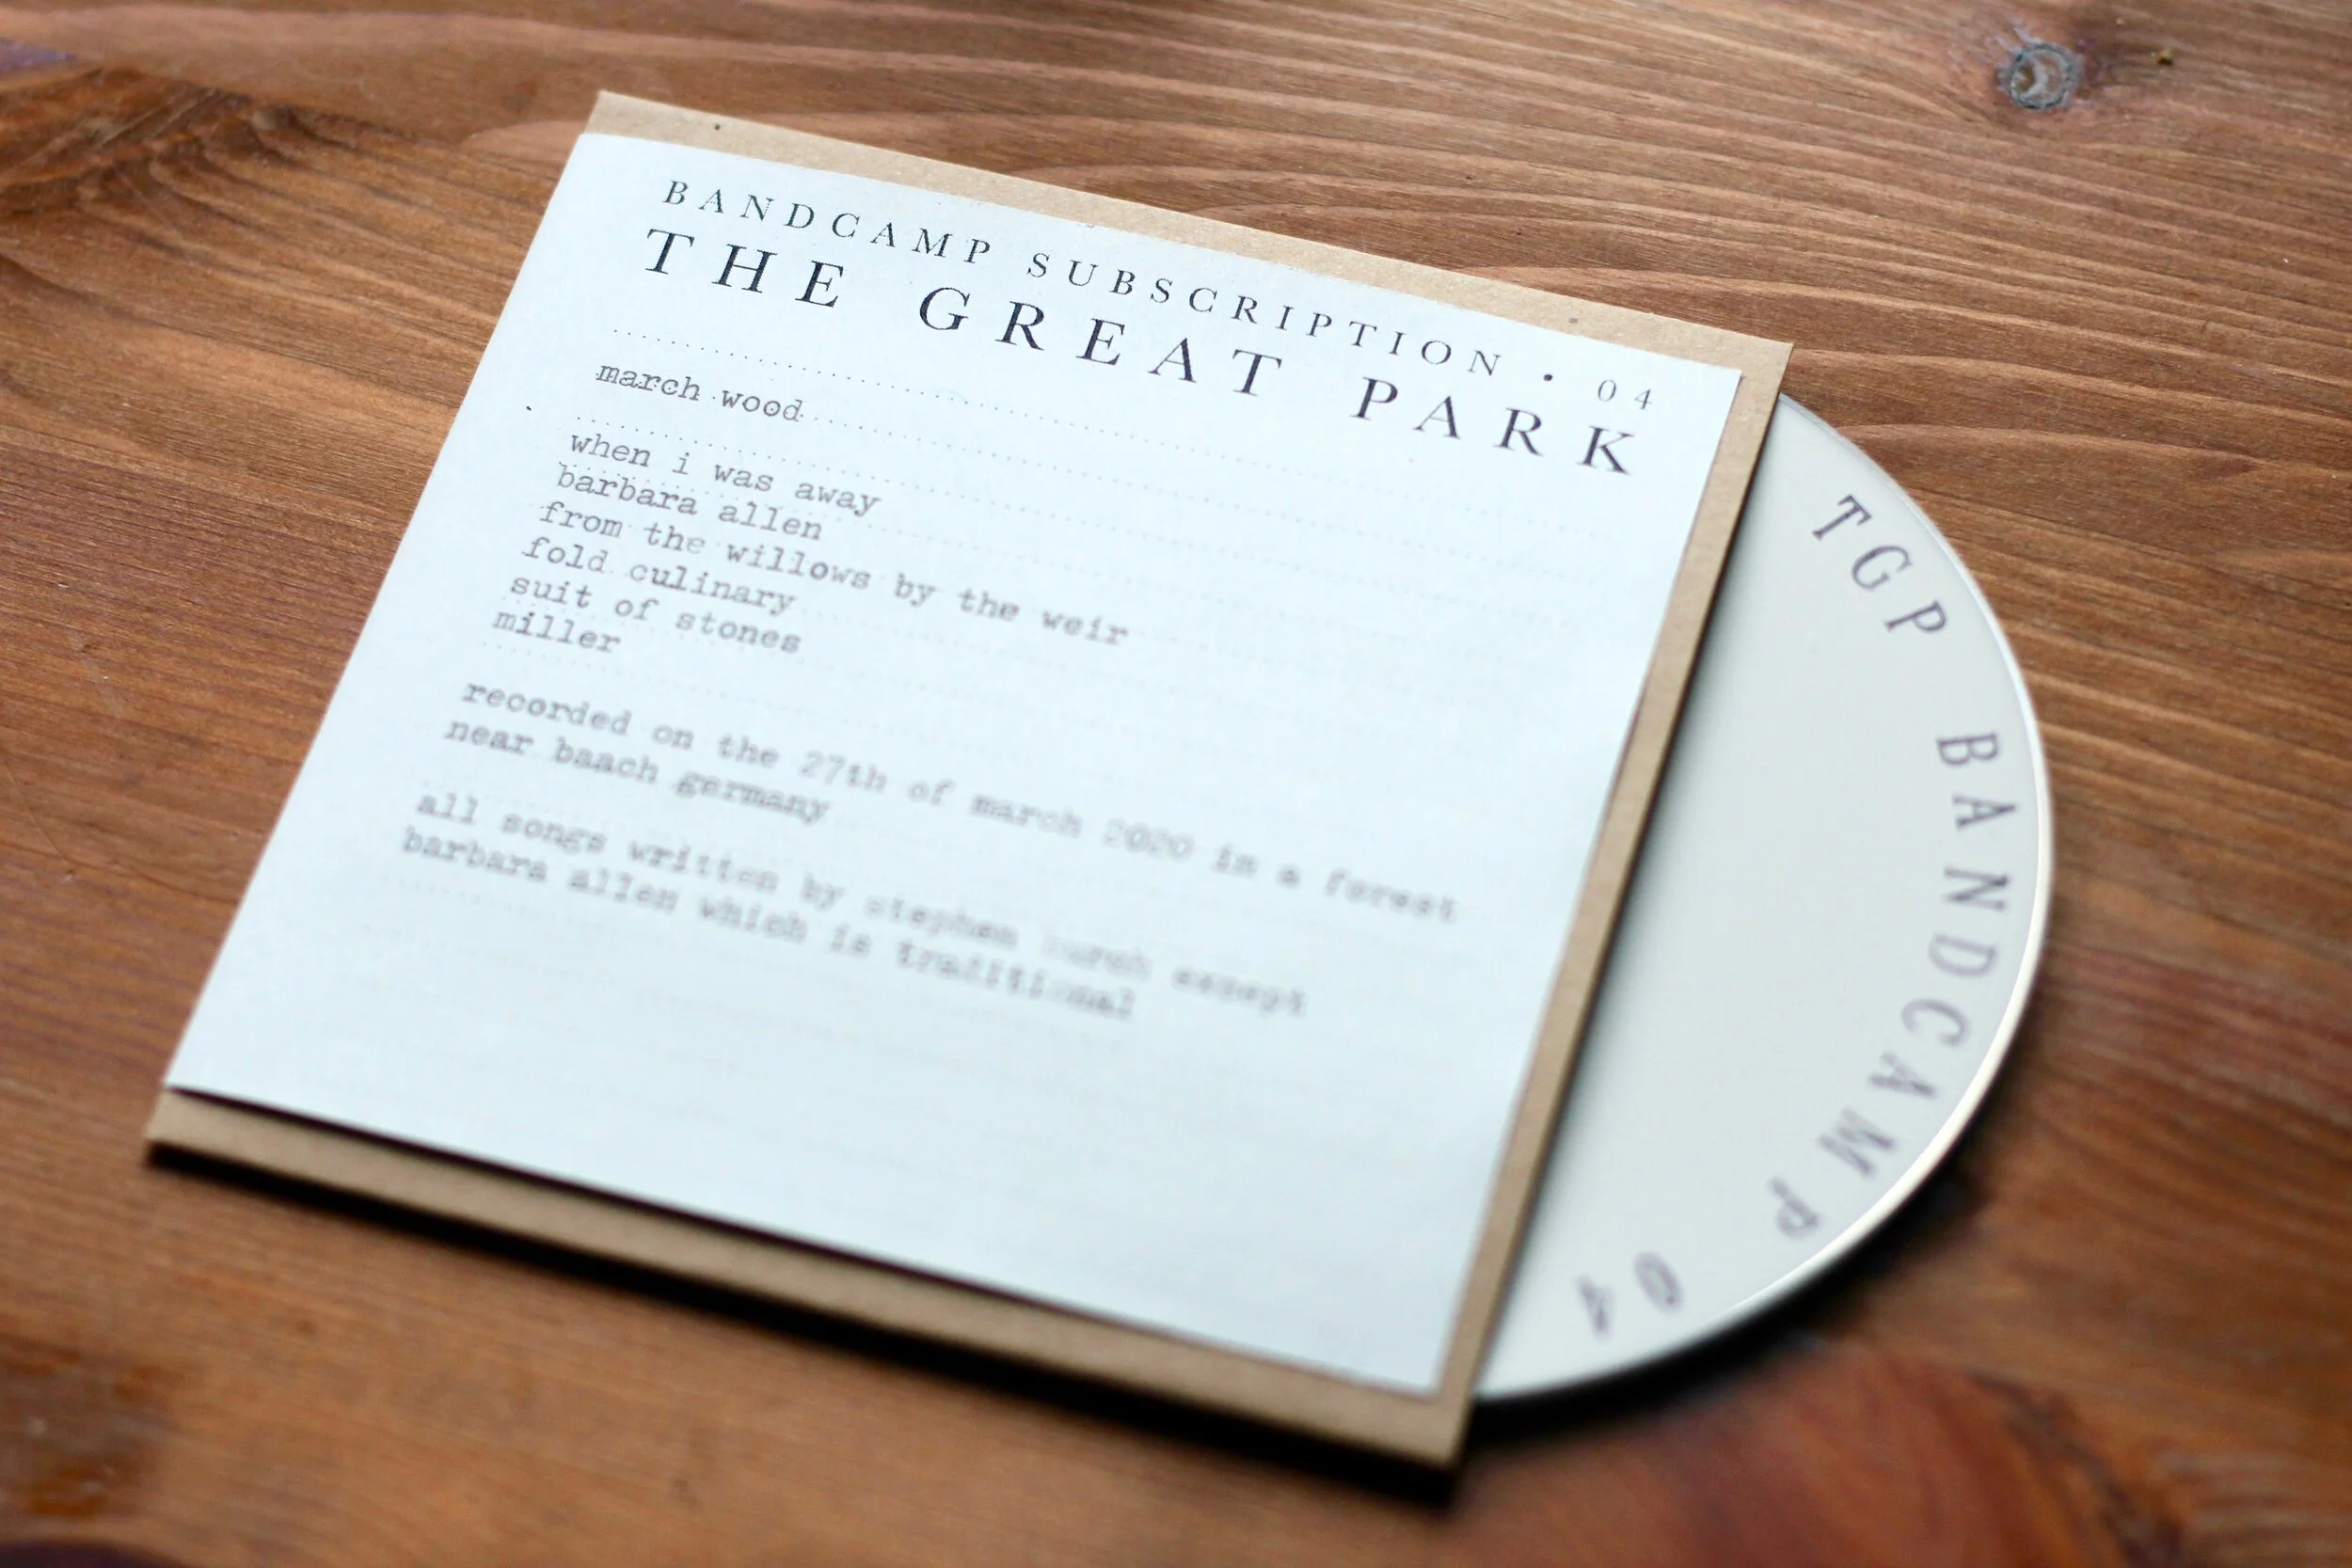 BANDCAMP SUBSCRIPTION • 04
THE GREAT PARK
march wood
when i was away
barbara allen
from the willows by the weir
fold culinary
suit of stones
miller
recorded on the 27th of march 2020 in a forest
near baach germany
all songs written by stephen burch except
barbara allen which is traditional
TGP BANDCAMP 04